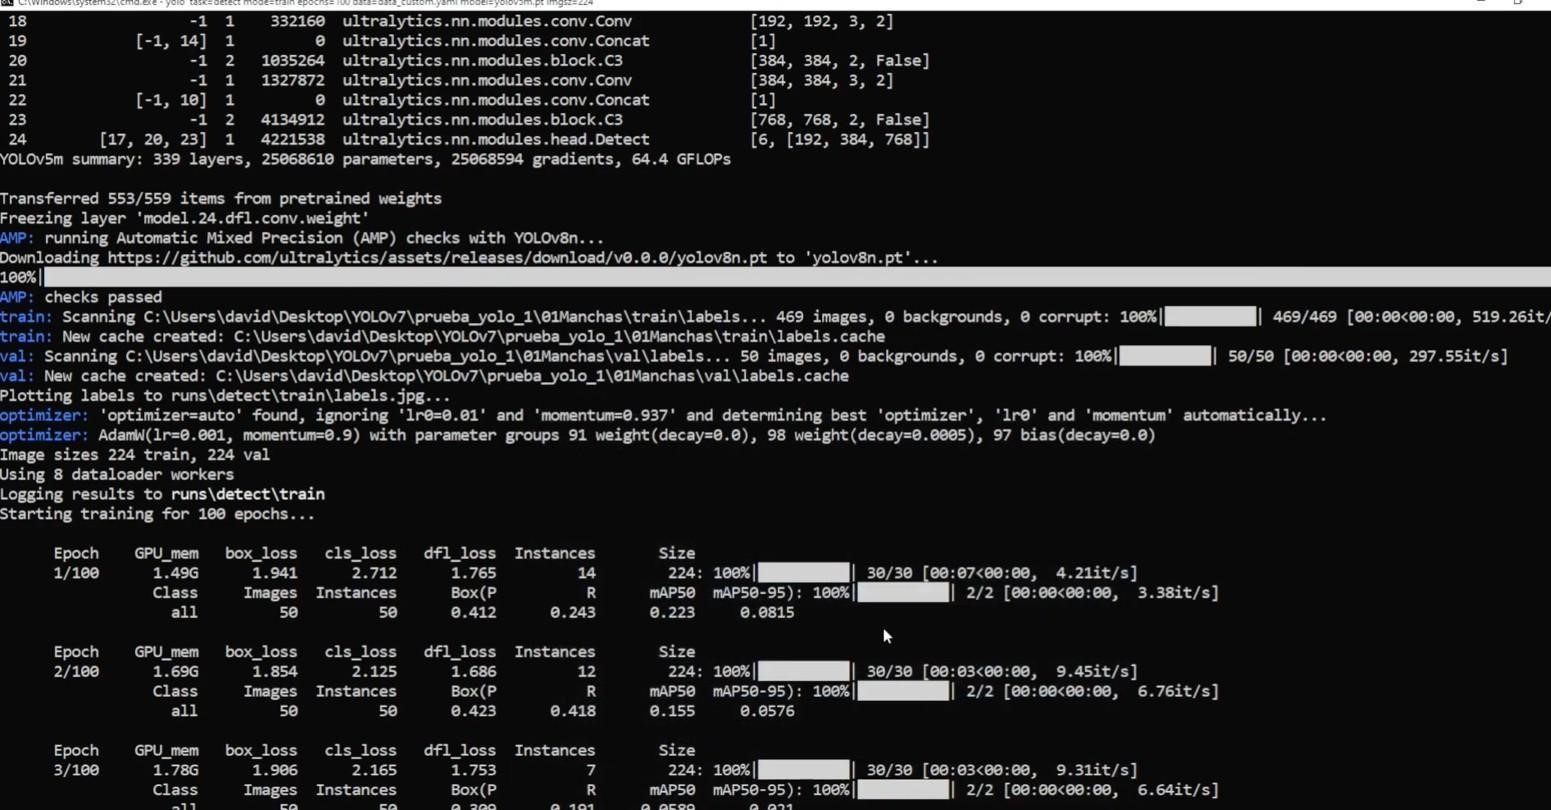 C:\Windows\system32\cmd.exe - yolo task=detect mode=train epochs=100 data=data_custom.yaml model=yolov5m.pt imgsz=224
18 -1 1 332160 ultralytics.nn.modules.conv.Conv [192, 192, 3, 2]
19 [-1, 14] 1 0 ultralytics.nn.modules.conv.Concat [1]
20 -1 2 1035264 ultralytics.nn.modules.block.C3 [384, 384, 2, False]
21 -1 1 1327872 ultralytics.nn.modules.conv.Conv [384, 384, 3, 2]
22 [-1, 10] 1 0 ultralytics.nn.modules.conv.Concat [1]
23 -1 2 4134912 ultralytics.nn.modules.block.C3 [768, 768, 2, False]
24 [17, 20, 23] 1 4221538 ultralytics.nn.modules.head.Detect [6, [192, 384, 768]]
YOLOv5m summary: 339 layers, 25068610 parameters, 25068594 gradients, 64.4 GFLOPs
Transferred 553/559 items from pretrained weights
Freezing layer 'model.24.dfl.conv.weight'
AMP: running Automatic Mixed Precision (AMP) checks with YOLOv8n...
Downloading https://github.com/ultralytics/assets/releases/download/v0.0.0/yolov8n.pt to 'yolov8n.pt'...
100%|
AMP: checks passed
train: Scanning C:\Users\david\Desktop\YOLOv7\prueba_yolo_1\01Manchas\train\labels... 469 images, 0 backgrounds, 0 corrupt: 100%| | 469/469 [00:00<00:00, 519.26it/
train: New cache created: C:\Users\david\Desktop\YOLOv7\prueba_yolo_1\01Manchas\train\labels.cache
val: Scanning C:\Users\david\Desktop\YOLOv7\prueba_yolo_1\01Manchas\val\labels... 50 images, 0 backgrounds, 0 corrupt: 100%| | 50/50 [00:00<00:00, 297.55it/s]
val: New cache created: C:\Users\david\Desktop\YOLOv7\prueba_yolo_1\01Manchas\val\labels.cache
Plotting labels to runs\detect\train\labels.jpg...
optimizer: 'optimizer=auto' found, ignoring 'lr0=0.01' and 'momentum=0.937' and determining best 'optimizer', 'lr0' and 'momentum' automatically...
optimizer: AdamW(lr=0.001, momentum=0.9) with parameter groups 91 weight(decay=0.0), 98 weight(decay=0.0005), 97 bias(decay=0.0)
Image sizes 224 train, 224 val
Using 8 dataloader workers
Logging results to runs\detect\train
Starting training for 100 epochs...
Epoch GPU_mem box_loss cls_loss dfl_loss Instances Size
1/100 1.49G 1.941 2.712 1.765 14 224: 100%| | 30/30 [00:07<00:00, 4.21it/s]
Class Images Instances Box(P R mAP50 mAP50-95): 100%| | 2/2 [00:00<00:00, 3.38it/s]
all 50 50 0.412 0.243 0.223 0.0815
Epoch GPU_mem box_loss cls_loss dfl_loss Instances Size
2/100 1.69G 1.854 2.125 1.686 12 224: 100%| | 30/30 [00:03<00:00, 9.45it/s]
Class Images Instances Box(P R mAP50 mAP50-95): 100%| | 2/2 [00:00<00:00, 6.76it/s]
all 50 50 0.423 0.418 0.155 0.0576
Epoch GPU_mem box_loss cls_loss dfl_loss Instances Size
3/100 1.78G 1.906 2.165 1.753 7 224: 100%| | 30/30 [00:03<00:00, 9.31it/s]
Class Images Instances Box(P R mAP50 mAP50-95): 100%| | 2/2 [00:00<00:00, 6.64it/s]
all 50 50 0.309 0.191 0.0589 0.021